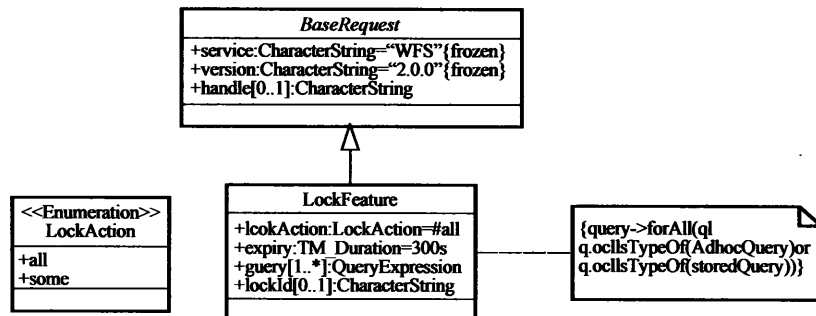 BaseRequest
+service:CharacterString=“WFS”{frozen}
+version:CharacterString=“2.0.0”{frozen}
+handle[0..1]:CharacterString
<<Enumeration>>
LockAction
+all
+some
LockFeature
+lcokAction:LockAction=#all
+expiry:TM_Duration=300s
+guery[1..*]:QueryExpression
+lockId[0..1]:CharacterString
{query->forAll(ql
q.ocllsTypeOf(AdhocQuery)or
q.ocllsTypeOf(storedQuery))}